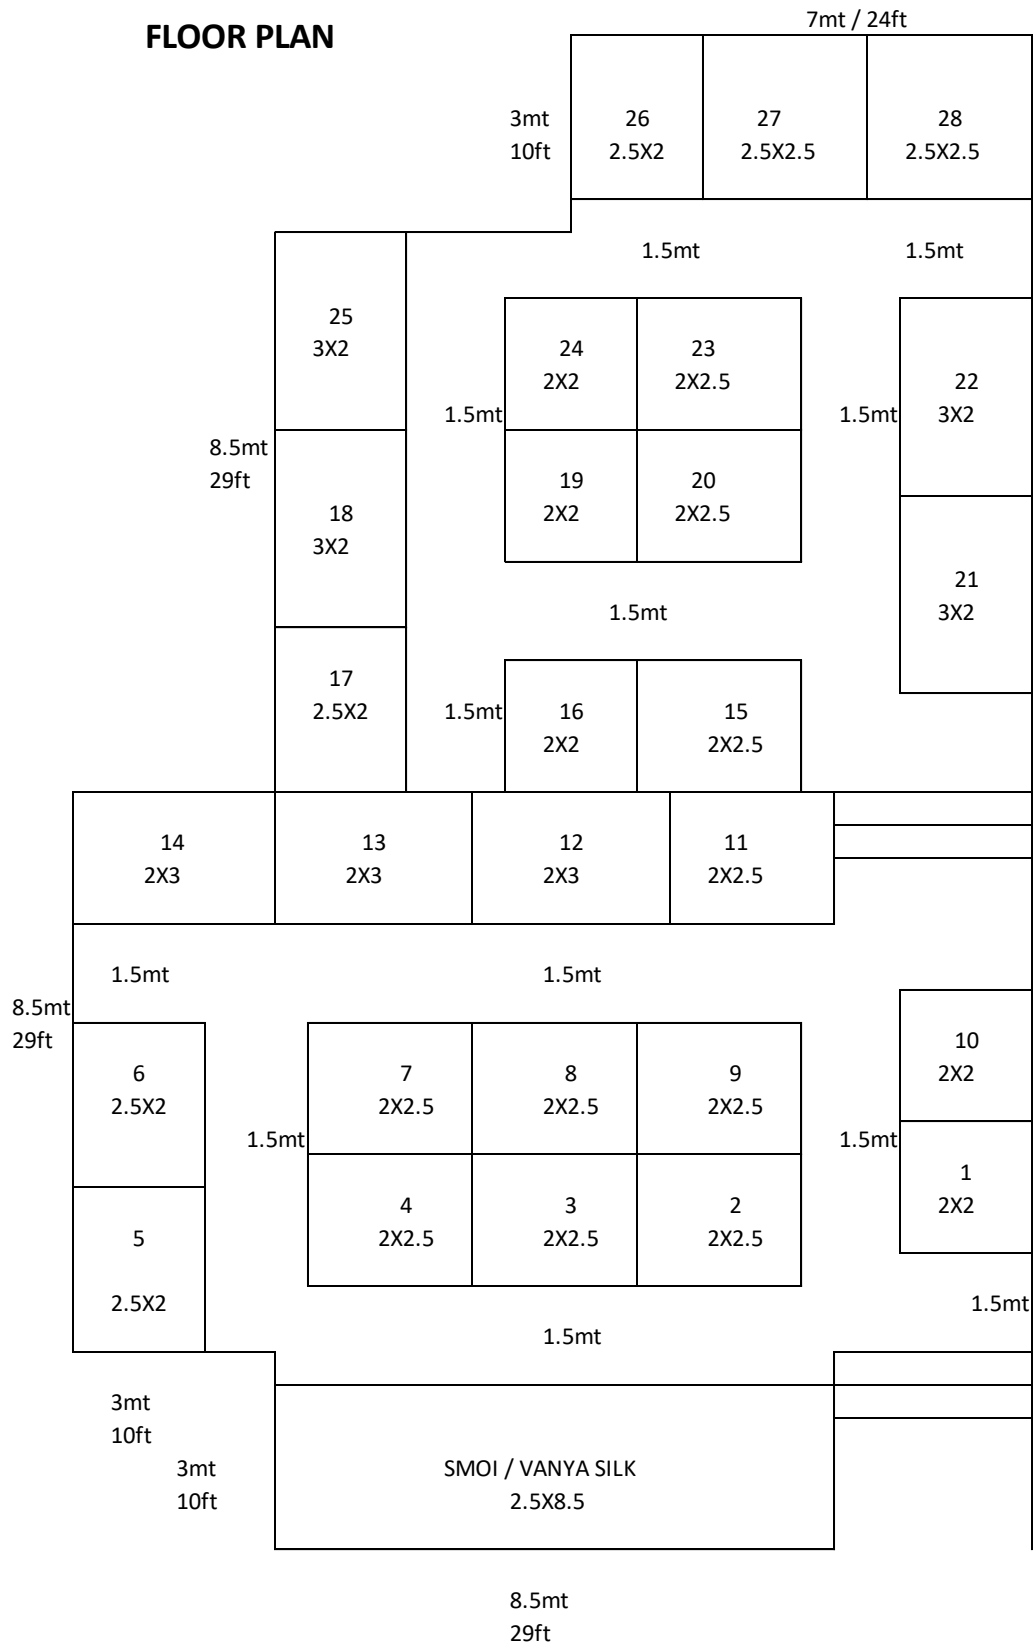 7mt / 24ft
FLOOR PLAN
3mt 26 27 28
10ft 2.5X2 2.5X2.5 2.5X2.5
1.5mt 1.5mt
25
3X2
24 23
2X2 2X2.5
22
1.5mt 1.5mt 3X2
8.5mt
29ft
19 20
2X2 2X2.5
18
3X2
21
3X2
1.5mt
17
2.5X2
1.5mt 16 15
2X2 2X2.5
14 13 12 11
2X3 2X3 2X3 2X2.5
1.5mt 1.5mt
8.5mt
29ft
10
2X2
6 7 8 9
2.5X2 2X2.5 2X2.5 2X2.5
1.5mt 1.5mt
1
2X2
4 3 2
2X2.5 2X2.5 2X2.5
5
2.5X2 1.5mt
1.5mt
3mt
10ft
3mt SMOI / VANYA SILK
10ft 2.5X8.5
8.5mt
29ft